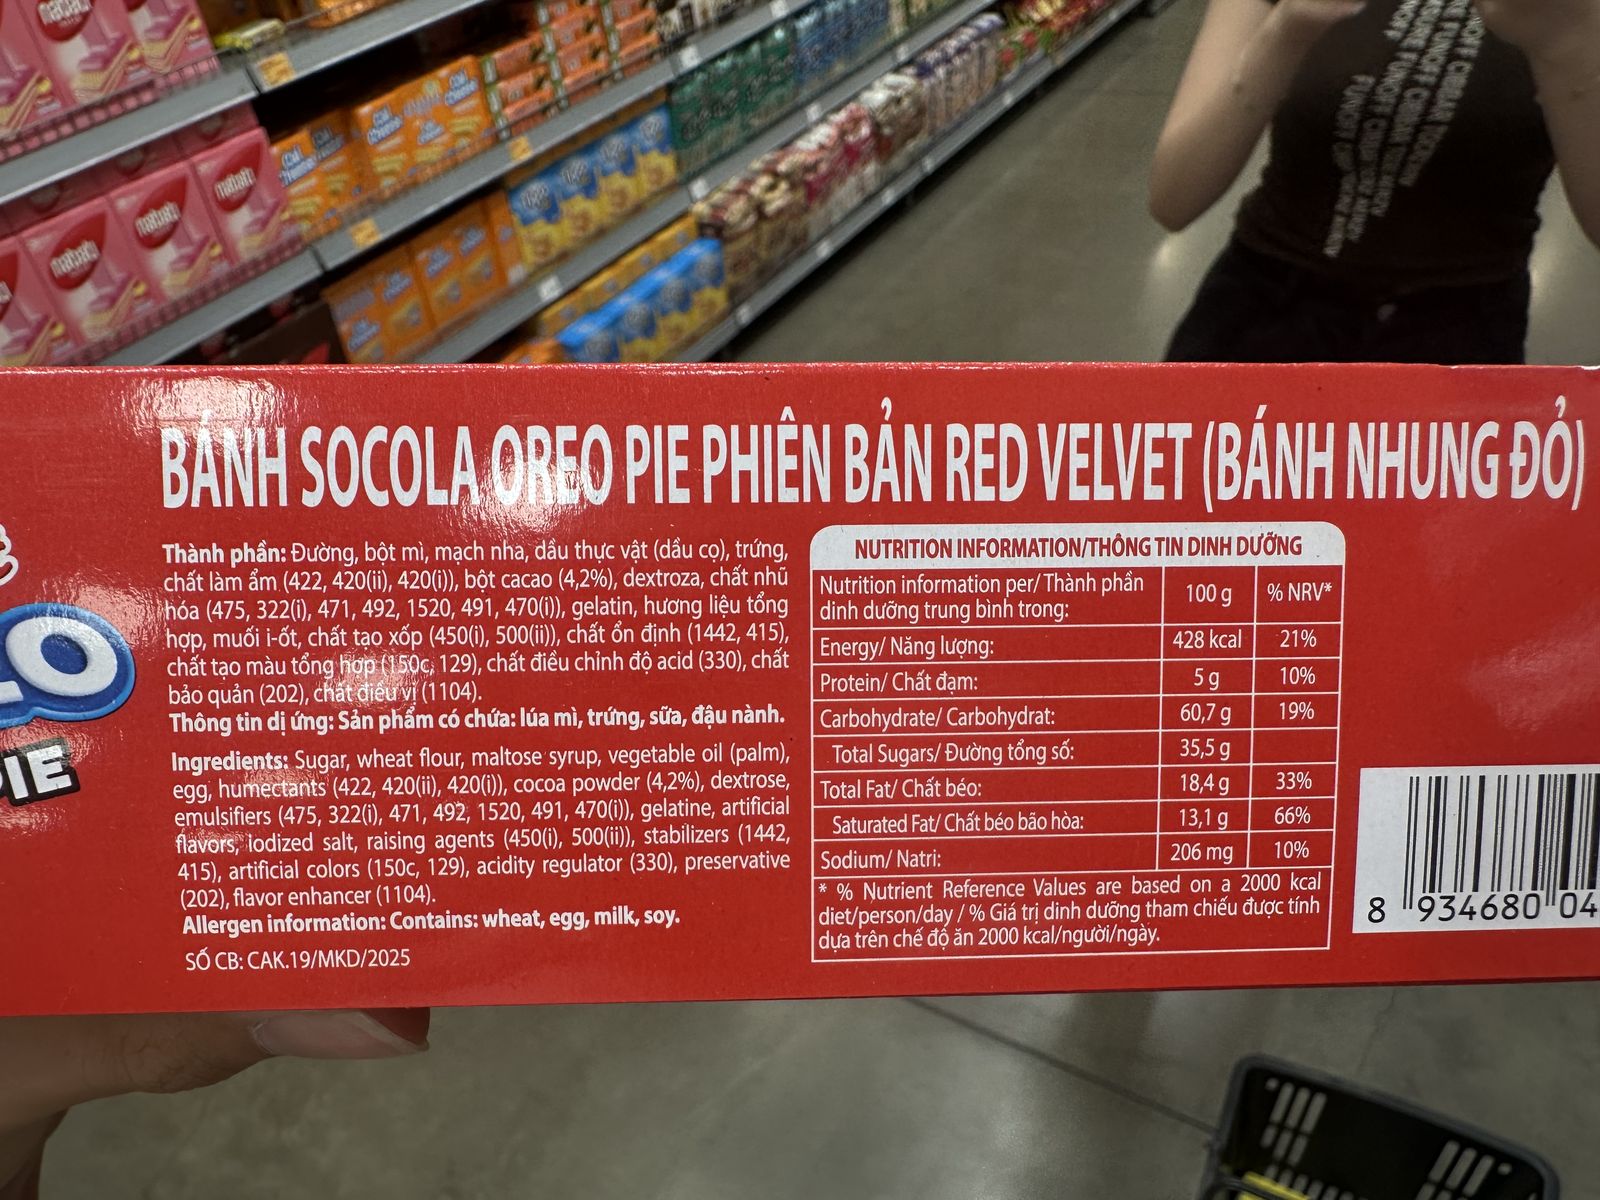 BÁNH SOCOLA OREO PIE PHIÊN BẢN RED VELVET (BÁNH NHUNG ĐỎ)
Thành phần: Đường, bột mì, mạch nha, dầu thực vật (dầu cọ), trứng,
chất làm ẩm (422, 420(ii), 420(i)), bột cacao (4,2%), dextroza, chất nhũ
hóa (475, 322(i), 471, 492, 1520, 491, 470(i)), gelatin, hương liệu tổng
hợp, muối i-ốt, chất tạo xốp (450(i), 500(ii)), chất ổn định (1442, 415),
chất tạo màu tổng hợp (150c, 129), chất điều chỉnh độ acid (330), chất
bảo quản (202), chất điều vị (1104).
Thông tin dị ứng: Sản phẩm có chứa: lúa mì, trứng, sữa, đậu nành.
Ingredients: Sugar, wheat flour, maltose syrup, vegetable oil (palm),
egg, humectants (422, 420(ii), 420(i)), cocoa powder (4,2%), dextrose,
emulsifiers (475, 322(i), 471, 492, 1520, 491, 470(i)), gelatine, artificial
flavors, iodized salt, raising agents (450(i), 500(ii)), stabilizers (1442,
415), artificial colors (150c, 129), acidity regulator (330), preservative
(202), flavor enhancer (1104).
Allergen information: Contains: wheat, egg, milk, soy.
SỐ CB: CAK.19/MKD/2025
NUTRITION INFORMATION/THÔNG TIN DINH DƯỠNG
Nutrition information per/ Thành phần
dinh dưỡng trung bình trong: 100 g % NRV*
Energy/ Năng lượng: 428 kcal 21%
Protein/ Chất đạm: 5 g 10%
Carbohydrate/ Carbohydrat: 60,7 g 19%
Total Sugars/ Đường tổng số: 35,5 g
Total Fat/ Chất béo: 18,4 g 33%
Saturated Fat/ Chất béo bão hòa: 13,1 g 66%
Sodium/ Natri: 206 mg 10%
* % Nutrient Reference Values are based on a 2000 kcal
diet/person/day / % Giá trị dinh dưỡng tham chiếu được tính
dựa trên chế độ ăn 2000 kcal/người/ngày.
8 934680 04
PIE
nabati
nabati
nabati